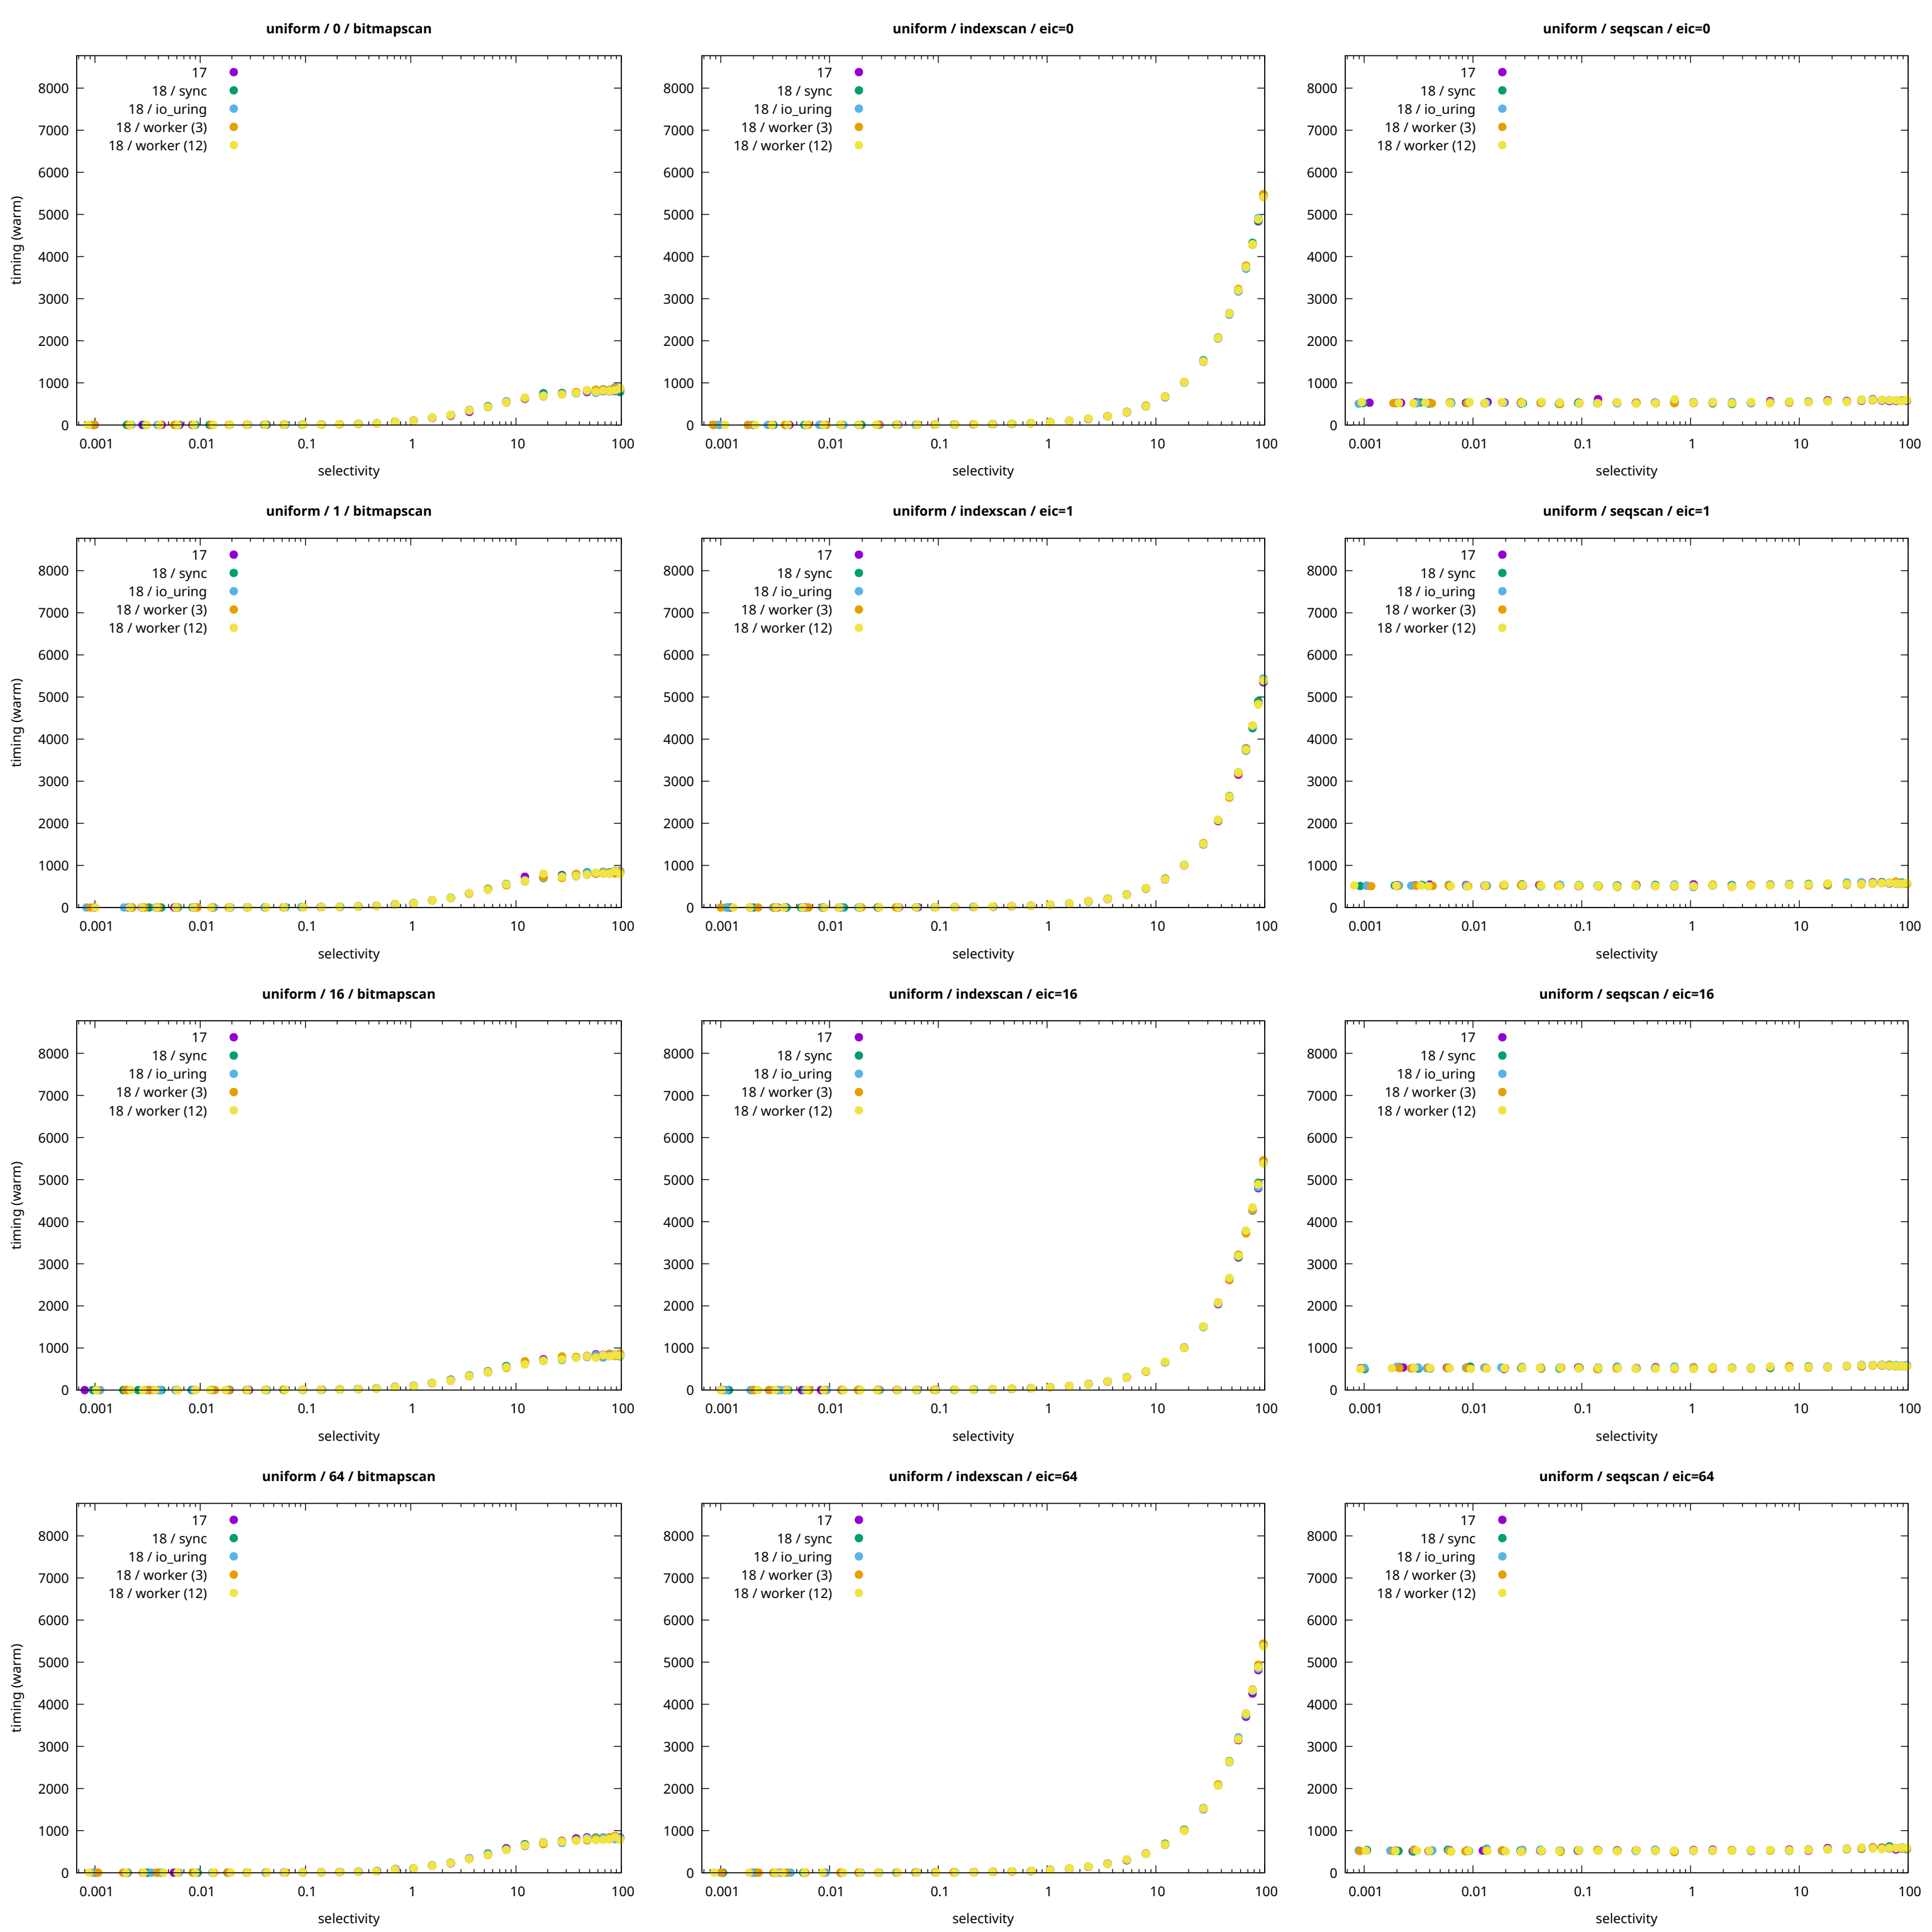 uniform / 0 / bitmapscan
8000
7000
6000
5000
4000
3000
2000
1000
0
timing (warm)
17
18 / sync
18 / io_uring
18 / worker (3)
18 / worker (12)
0.001 0.01 0.1 1 10 100
selectivity
uniform / indexscan / eic=0
8000
7000
6000
5000
4000
3000
2000
1000
0
17
18 / sync
18 / io_uring
18 / worker (3)
18 / worker (12)
0.001 0.01 0.1 1 10 100
selectivity
uniform / seqscan / eic=0
8000
7000
6000
5000
4000
3000
2000
1000
0
17
18 / sync
18 / io_uring
18 / worker (3)
18 / worker (12)
0.001 0.01 0.1 1 10 100
selectivity
uniform / 1 / bitmapscan
8000
7000
6000
5000
4000
3000
2000
1000
0
timing (warm)
17
18 / sync
18 / io_uring
18 / worker (3)
18 / worker (12)
0.001 0.01 0.1 1 10 100
selectivity
uniform / indexscan / eic=1
8000
7000
6000
5000
4000
3000
2000
1000
0
17
18 / sync
18 / io_uring
18 / worker (3)
18 / worker (12)
0.001 0.01 0.1 1 10 100
selectivity
uniform / seqscan / eic=1
8000
7000
6000
5000
4000
3000
2000
1000
0
17
18 / sync
18 / io_uring
18 / worker (3)
18 / worker (12)
0.001 0.01 0.1 1 10 100
selectivity
uniform / 16 / bitmapscan
8000
7000
6000
5000
4000
3000
2000
1000
0
timing (warm)
17
18 / sync
18 / io_uring
18 / worker (3)
18 / worker (12)
0.001 0.01 0.1 1 10 100
selectivity
uniform / indexscan / eic=16
8000
7000
6000
5000
4000
3000
2000
1000
0
17
18 / sync
18 / io_uring
18 / worker (3)
18 / worker (12)
0.001 0.01 0.1 1 10 100
selectivity
uniform / seqscan / eic=16
8000
7000
6000
5000
4000
3000
2000
1000
0
17
18 / sync
18 / io_uring
18 / worker (3)
18 / worker (12)
0.001 0.01 0.1 1 10 100
selectivity
uniform / 64 / bitmapscan
8000
7000
6000
5000
4000
3000
2000
1000
0
timing (warm)
17
18 / sync
18 / io_uring
18 / worker (3)
18 / worker (12)
0.001 0.01 0.1 1 10 100
selectivity
uniform / indexscan / eic=64
8000
7000
6000
5000
4000
3000
2000
1000
0
17
18 / sync
18 / io_uring
18 / worker (3)
18 / worker (12)
0.001 0.01 0.1 1 10 100
selectivity
uniform / seqscan / eic=64
8000
7000
6000
5000
4000
3000
2000
1000
0
17
18 / sync
18 / io_uring
18 / worker (3)
18 / worker (12)
0.001 0.01 0.1 1 10 100
selectivity